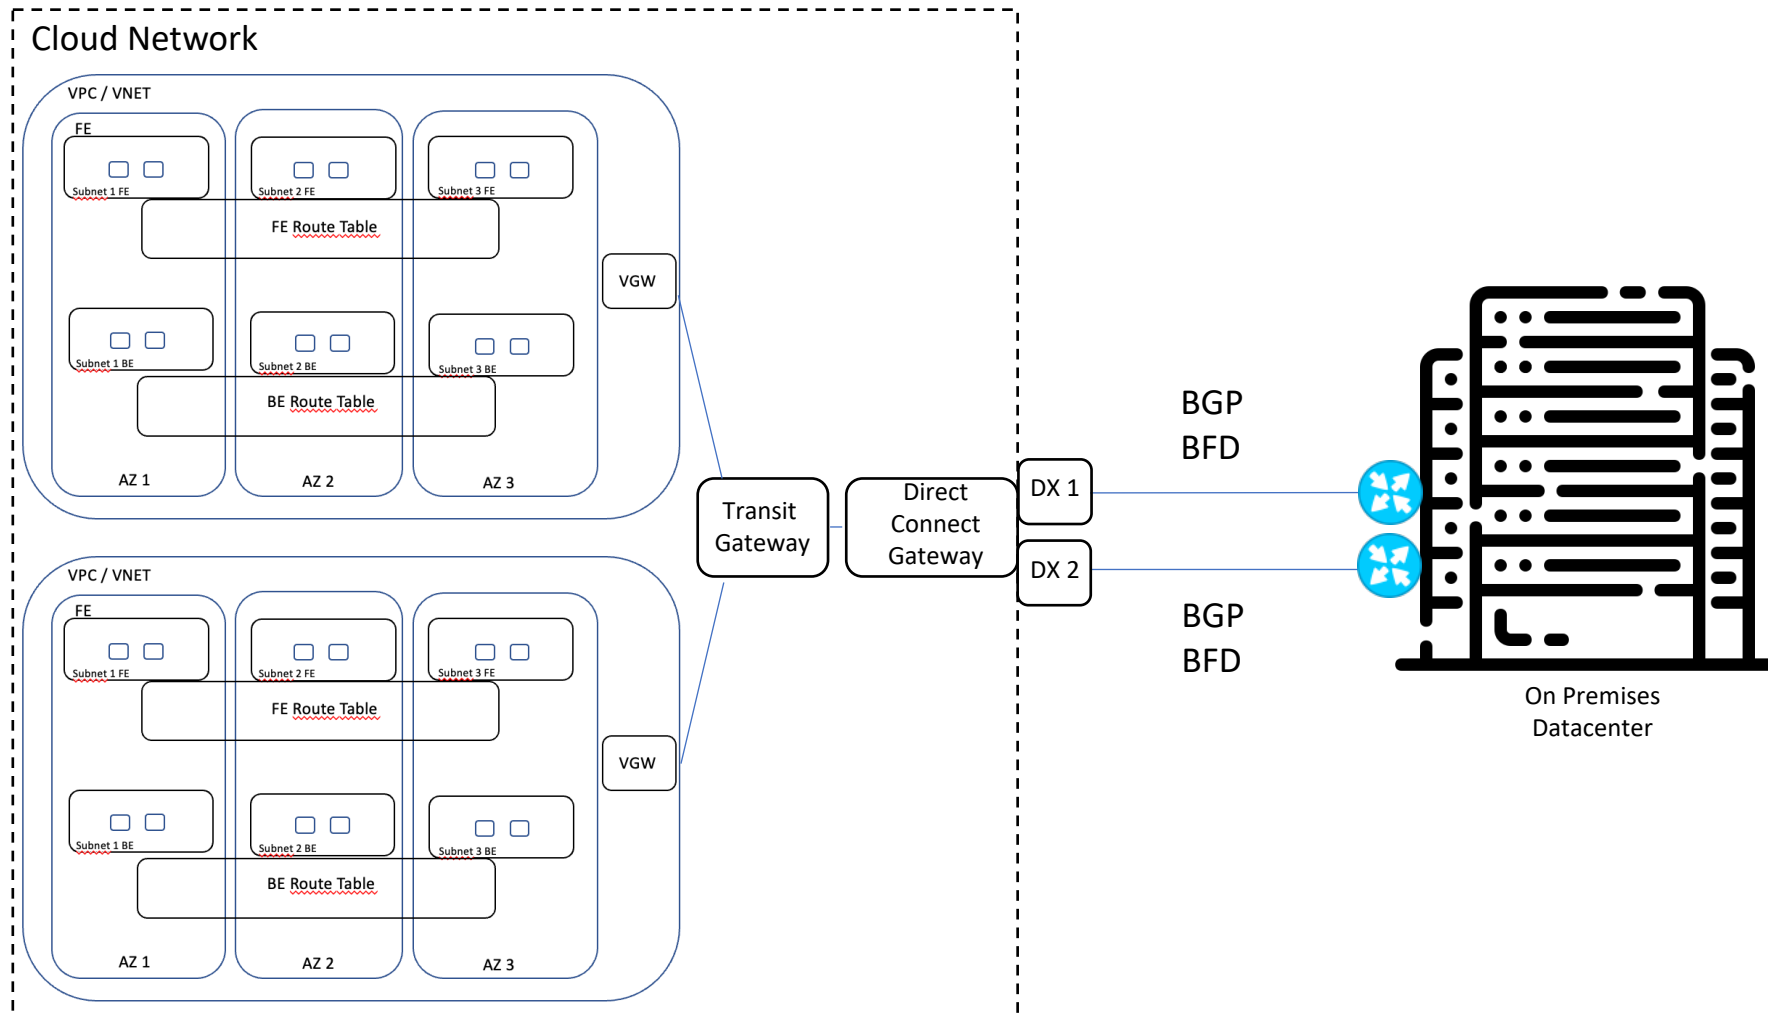 Cloud Network
VPC / VNET
FE
Subnet 1 FE
Subnet 2 FE
Subnet 3 FE
FE Route Table
VGW
Subnet 1 BE
Subnet 2 BE
Subnet 3 BE
BE Route Table
AZ 1
AZ 2
AZ 3
Transit
Gateway
Direct
Connect
Gateway
DX 1
DX 2
BGP
BFD
BGP
BFD
On Premises
Datacenter
VPC / VNET
FE
Subnet 1 FE
Subnet 2 FE
Subnet 3 FE
FE Route Table
VGW
Subnet 1 BE
Subnet 2 BE
Subnet 3 BE
BE Route Table
AZ 1
AZ 2
AZ 3